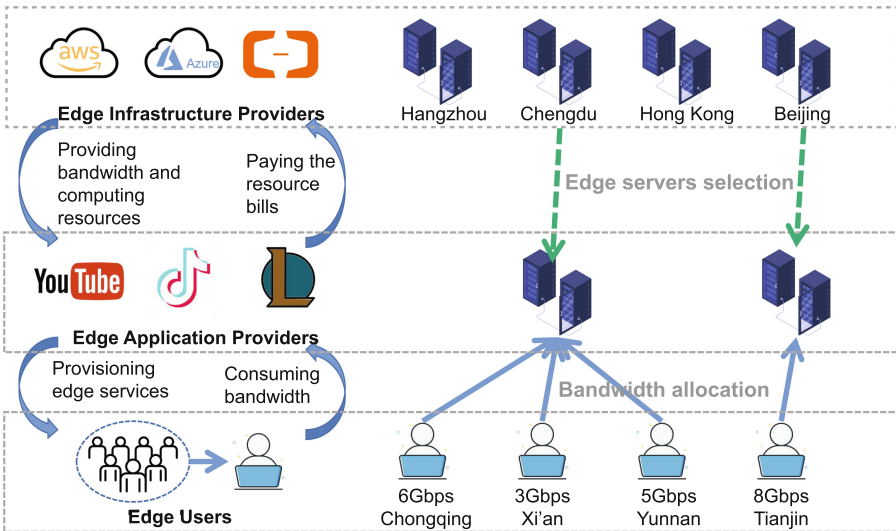 aws
Azure
Edge Infrastructure Providers
Hangzhou
Chengdu
Hong Kong
Beijing
Providing
bandwidth and
computing
resources
Paying the
resource
bills
Edge servers selection
YouTube
Edge Application Providers
Provisioning
edge services
Consuming
bandwidth
Bandwidth allocation
Edge Users
6Gbps
Chongqing
3Gbps
Xi'an
5Gbps
Yunnan
8Gbps
Tianjin